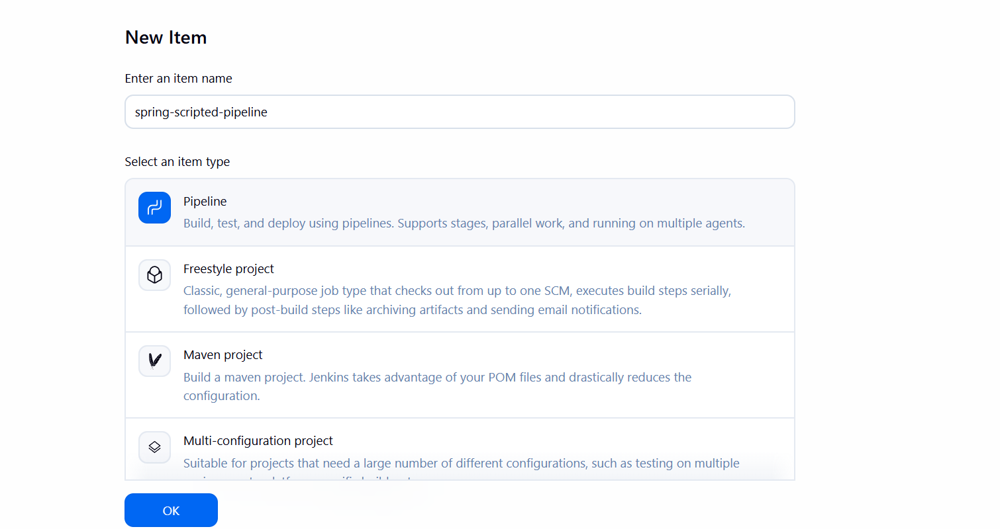 New Item
Enter an item name
spring-scripted-pipeline
Select an item type
Pipeline
Build, test, and deploy using pipelines. Supports stages, parallel work, and running on multiple agents.
Freestyle project
Classic, general-purpose job type that checks out from up to one SCM, executes build steps serially,
followed by post-build steps like archiving artifacts and sending email notifications.
Maven project
Build a maven project. Jenkins takes advantage of your POM files and drastically reduces the
configuration.
Multi-configuration project
Suitable for projects that need a large number of different configurations, such as testing on multiple
OK